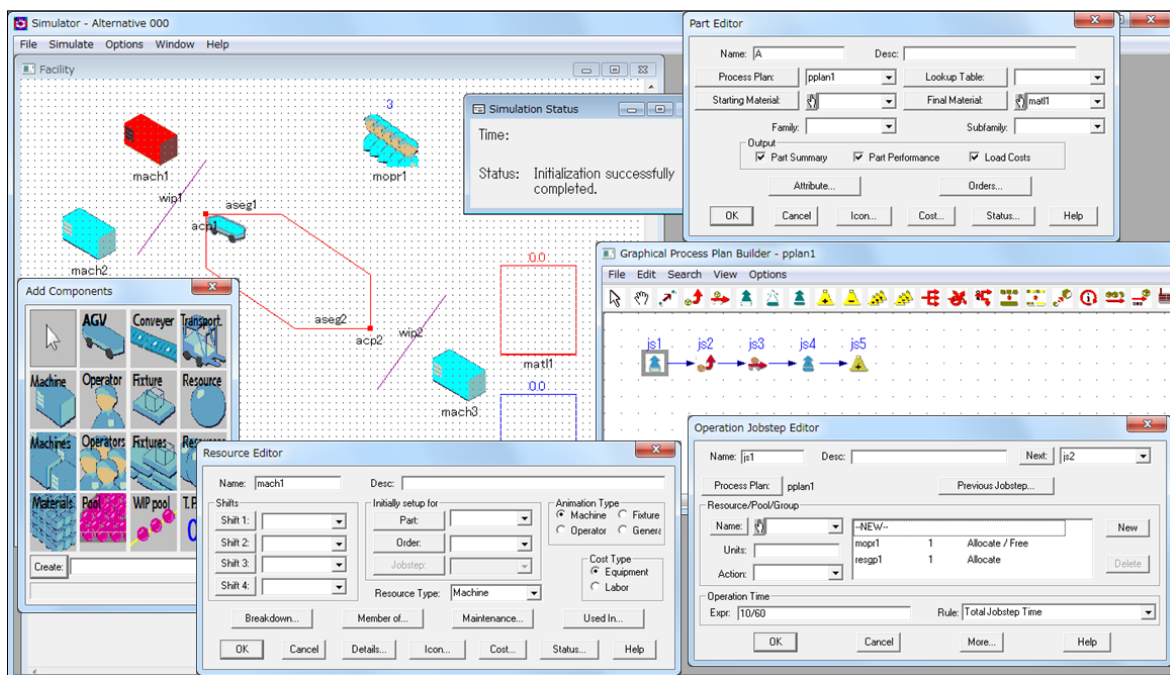 Simulator - Alternative 000
File Simulate Options Window Help
Facility
3
mach1
mopr1
wip1
aseg1
acp1
mach2
aseg2
acp2
wip2
mach3
0.0
matl1
0.0
Simulation Status
Time:
Status: Initialization successfully
completed.
Add Components
AGV Conveyer Transport.
Machine Operator Fixture Resource
Machines Operators Fixtures
Materials Pool WIP pool T.P.
Create:
Part Editor
Name: A Desc:
Process Plan: pplan1 Lookup Table:
Starting Material: Final Material: matl1
Family: Subfamily:
Output
Part Summary Part Performance Load Costs
Attribute... Orders...
OK Cancel Icon... Cost... Status... Help
Graphical Process Plan Builder - pplan1
File Edit Search View Options
js1 js2 js3 js4 js5
Resource Editor
Name: mach1 Desc:
Shifts
Shift 1:
Shift 2:
Shift 3:
Shift 4:
Initially setup for
Part:
Order:
Jobstep:
Resource Type: Machine
Animation Type
Machine Fixture
Operator Genera
Cost Type
Equipment
Labor
Breakdown... Member of... Maintenance... Used In...
OK Cancel Details... Icon... Cost... Status... Help
Operation Jobstep Editor
Name: js1 Desc: Next: js2
Process Plan: pplan1 Previous Jobstep...
Resource/Pool/Group
Name:
Units:
Action:
--NEW--
mopr1 1 Allocate / Free
resgp1 1 Allocate
New
Delete
Operation Time
Expr: 10/60 Rule: Total Jobstep Time
OK Cancel More... Help